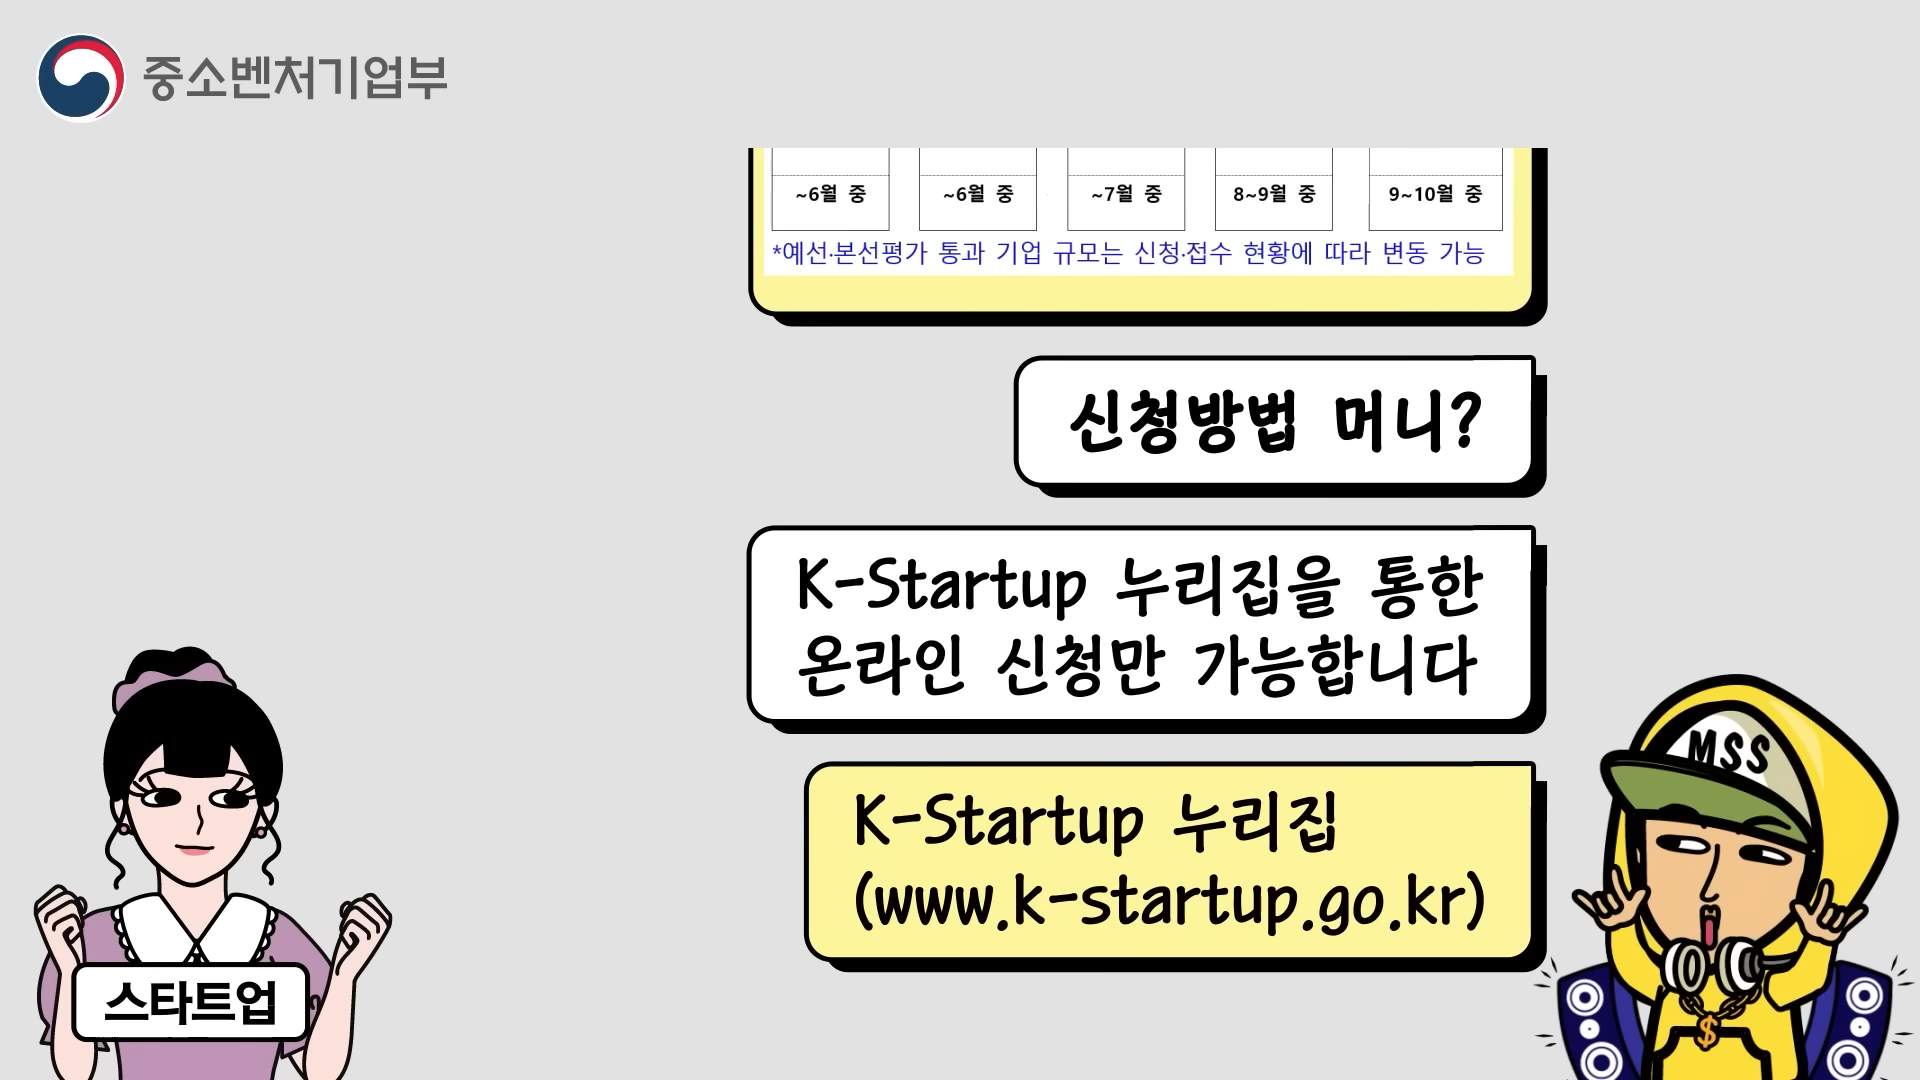 중소벤처기업부
~6월 중 ~6월 중 ~7월 중 8~9월 중 9~10월 중
*예선·본선평가 통과 기업 규모는 신청·접수 현황에 따라 변동 가능
신청방법 머니?
K-Startup 누리집을 통한
온라인 신청만 가능합니다
K-Startup 누리집
(www.k-startup.go.kr)
MSS
스타트업